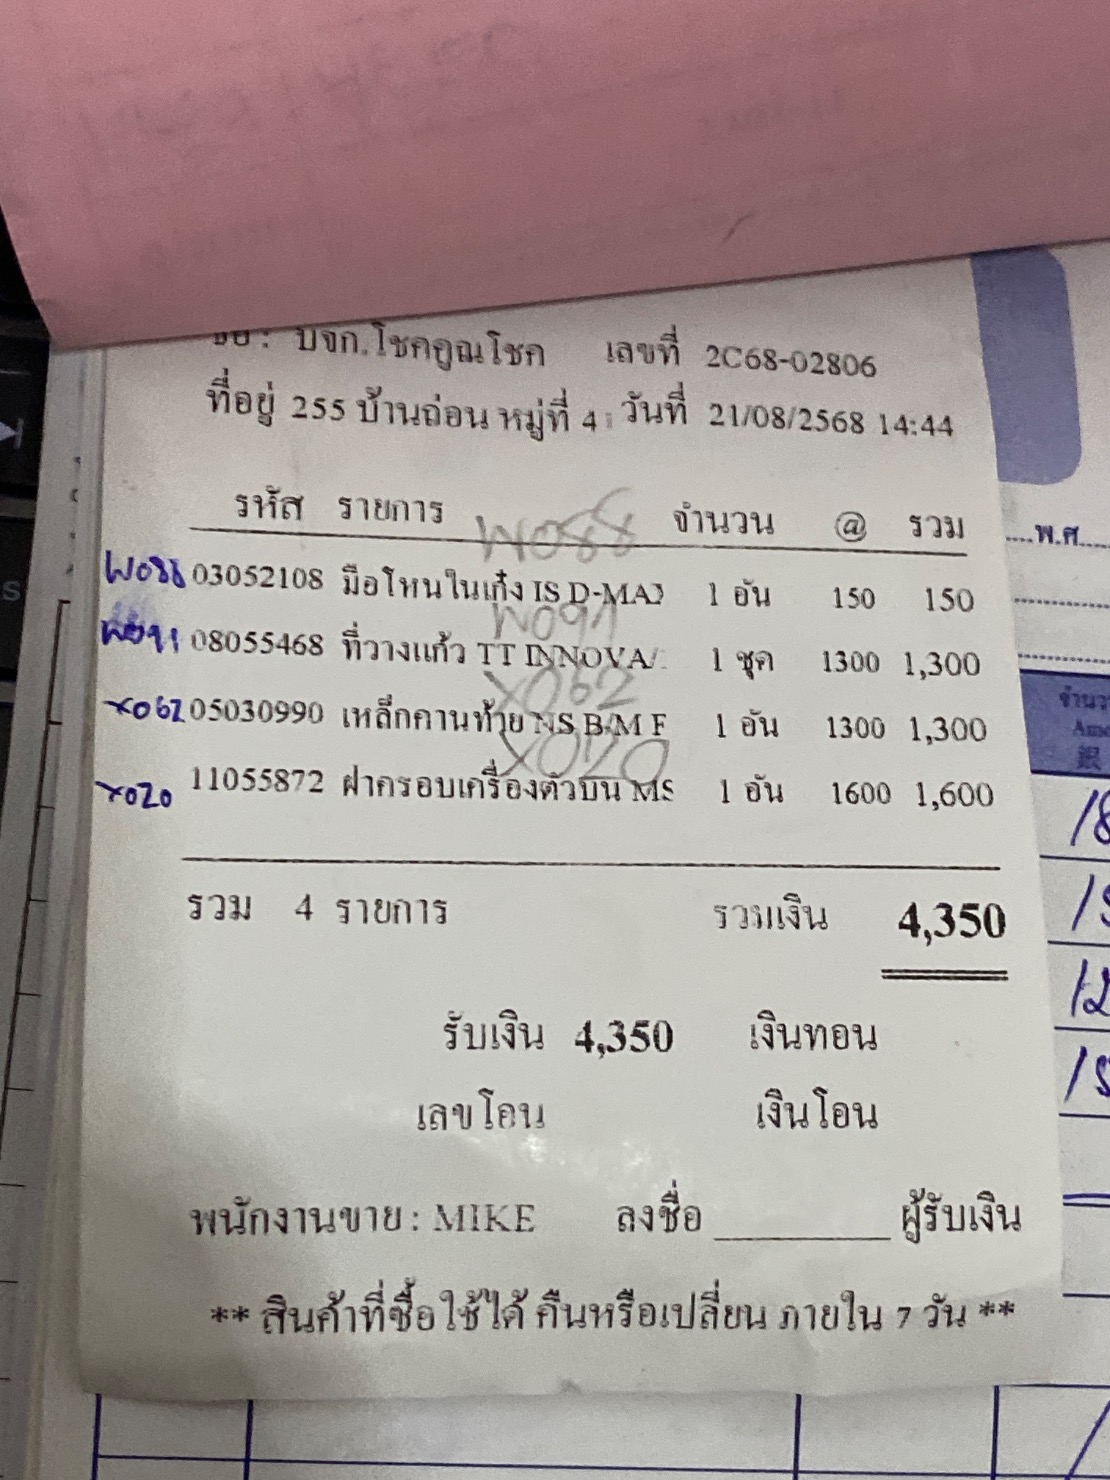 ชื่อ : บจก.โชคคูณโชค เลขที่ 2C68-02806
ที่อยู่ 255 บ้านถ่อน หมู่ที่ 4 วันที่ 21/08/2568 14:44
รหัส รายการ จำนวน @ รวม
W088
W088 03052108 มือโหนในเก๋ง IS D-MAX 1 อัน 150 150
W091
W091 08055468 ที่วางแก้ว TT INNOVA/ 1 ชุด 1300 1,300
X062
X062 05030990 เหล็กคานท้าย NS B/M F 1 อัน 1300 1,300
X020
X020 11055872 ฝาครอบเครื่องตัวบน MS 1 อัน 1600 1,600
รวม 4 รายการ รวมเงิน 4,350
รับเงิน 4,350 เงินทอน
เลขโอน เงินโอน
พนักงานขาย : MIKE ลงชื่อ ผู้รับเงิน
** สินค้าที่ซื้อใช้ได้ คืนหรือเปลี่ยน ภายใน 7 วัน **
พ.ศ.